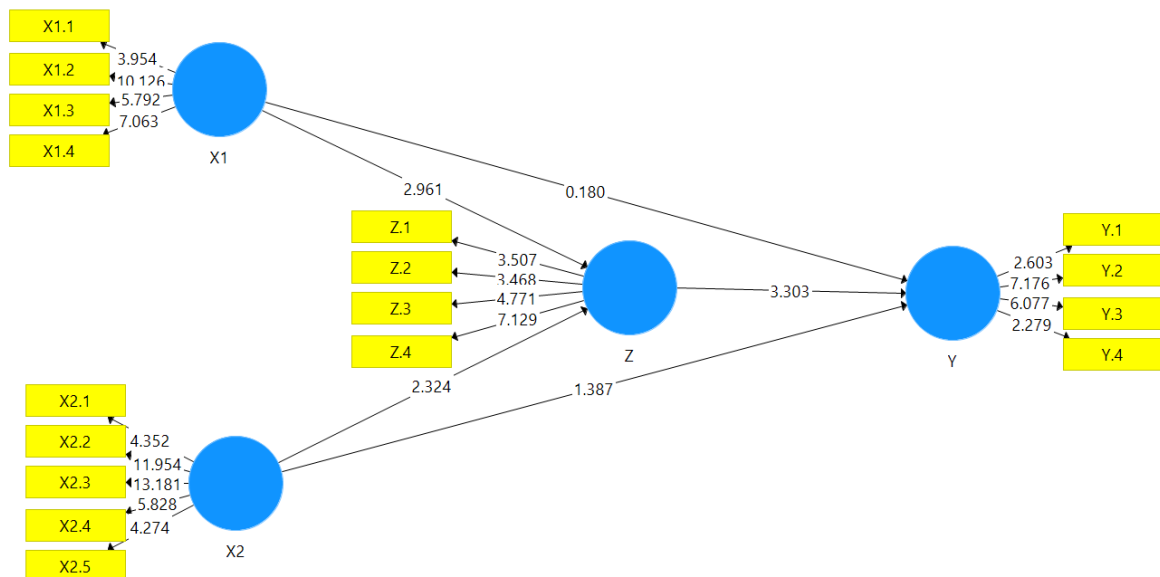 X1.1
3.954
X1.2
10.126
X1.3
5.792
7.063
X1.4
X1
2.961
0.180
Z.1
3.507
Z.2
3.468
Z.3
4.771
7.129
Z.4
Z
3.303
Y.1
2.603
Y.2
7.176
Y.3
6.077
2.279
Y.4
Y
2.324
1.387
X2.1
4.352
X2.2
11.954
X2.3
13.181
5.828
X2.4
4.274
X2.5
X2